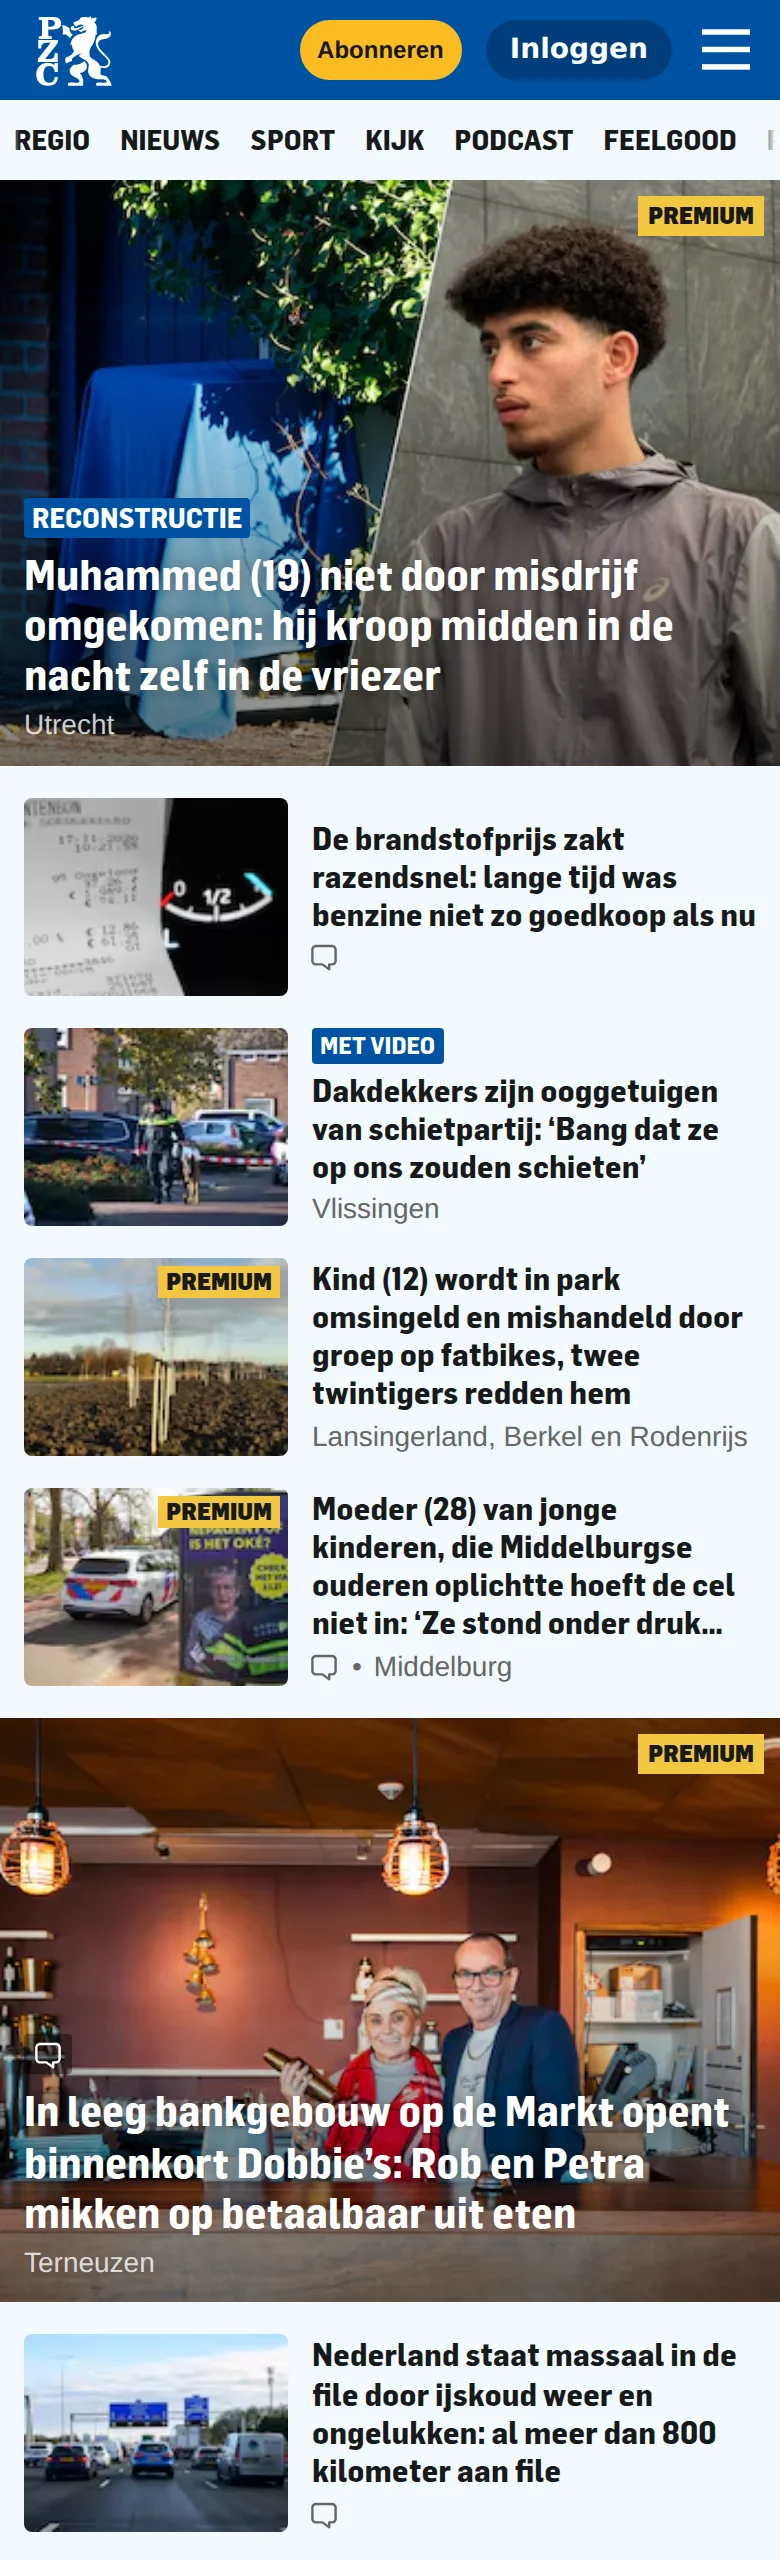 PZC
Abonneren
Inloggen
REGIO NIEUWS SPORT KIJK PODCAST FEELGOOD
PREMIUM
RECONSTRUCTIE
Muhammed (19) niet door misdrijf
omgekomen: hij kroop midden in de
nacht zelf in de vriezer
Utrecht
0 1/2
L
De brandstofprijs zakt
razendsnel: lange tijd was
benzine niet zo goedkoop als nu
MET VIDEO
Dakdekkers zijn ooggetuigen
van schietpartij: ‘Bang dat ze
op ons zouden schieten’
Vlissingen
PREMIUM
Kind (12) wordt in park
omsingeld en mishandeld door
groep op fatbikes, twee
twintigers redden hem
Lansingerland, Berkel en Rodenrijs
PREMIUM
IS HET OKÉ?
Moeder (28) van jonge
kinderen, die Middelburgse
ouderen oplichtte hoeft de cel
niet in: ‘Ze stond onder druk...
• Middelburg
PREMIUM
In leeg bankgebouw op de Markt opent
binnenkort Dobbie’s: Rob en Petra
mikken op betaalbaar uit eten
Terneuzen
Nederland staat massaal in de
file door ijskoud weer en
ongelukken: al meer dan 800
kilometer aan file